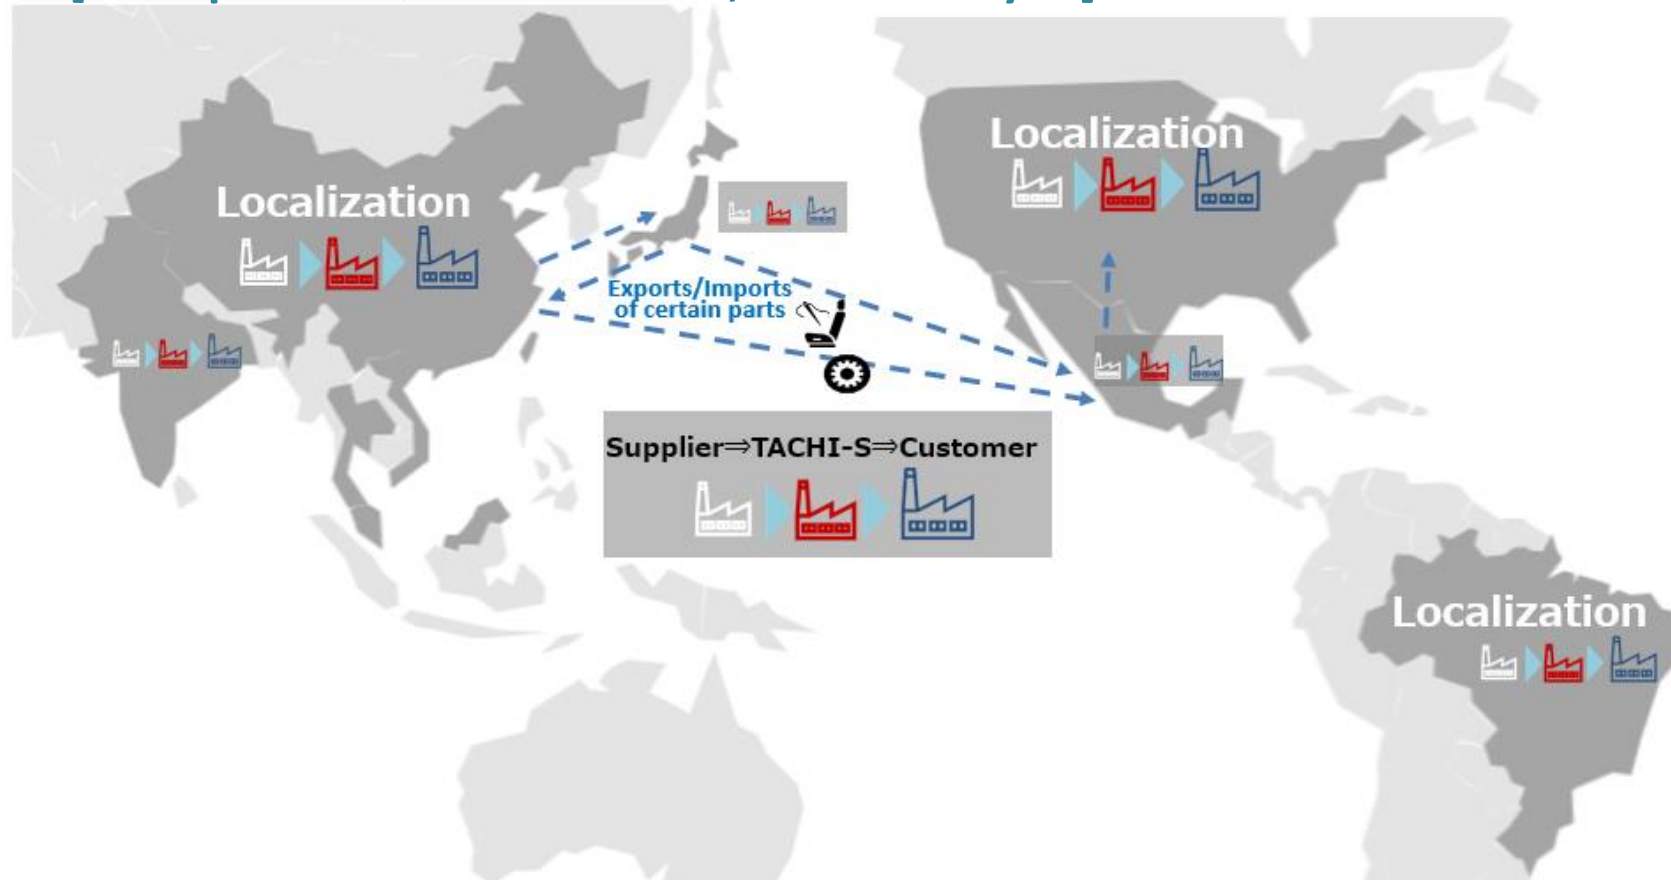 Localization
Localization
Exports/Imports
of certain parts
Supplier⇒TACHI-S⇒Customer
Localization